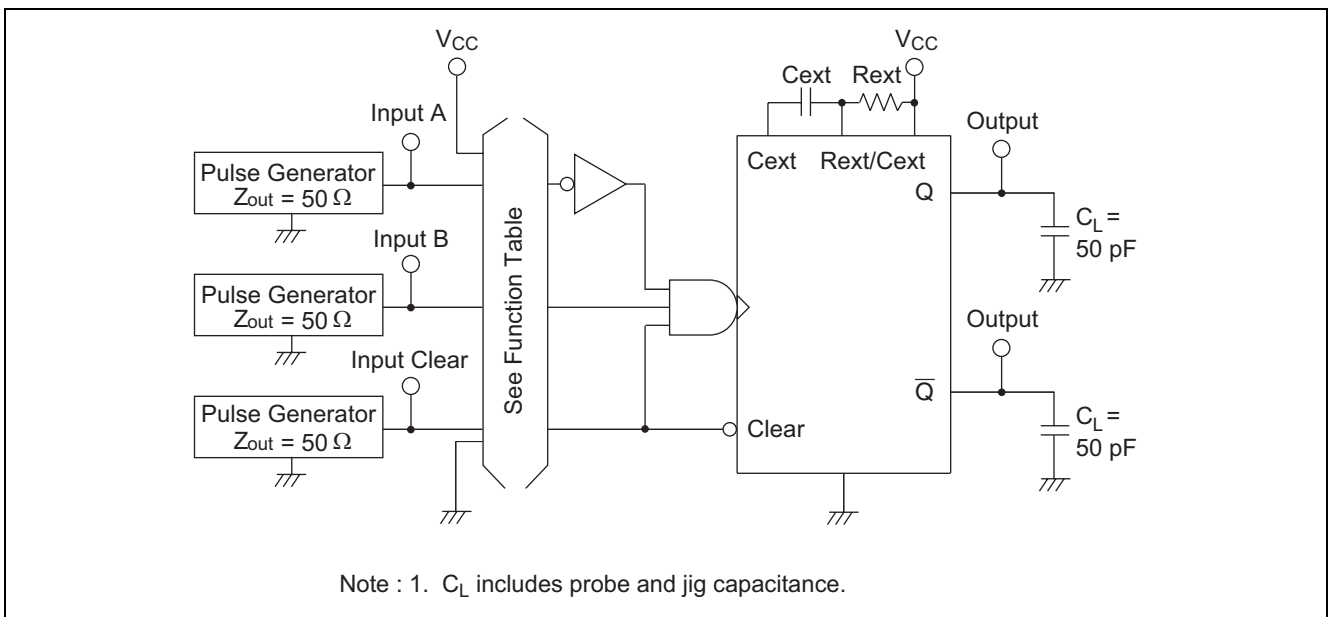 VCC
VCC
Cext Rext
Input A
Output
Pulse Generator
Zout = 50 Ω
Cext Rext/Cext
Q
CL =
50 pF
Input B
See Function Table
Pulse Generator
Zout = 50 Ω
Output
Input Clear
Q̅
Pulse Generator
Zout = 50 Ω
Clear
CL =
50 pF
Note : 1. CL includes probe and jig capacitance.